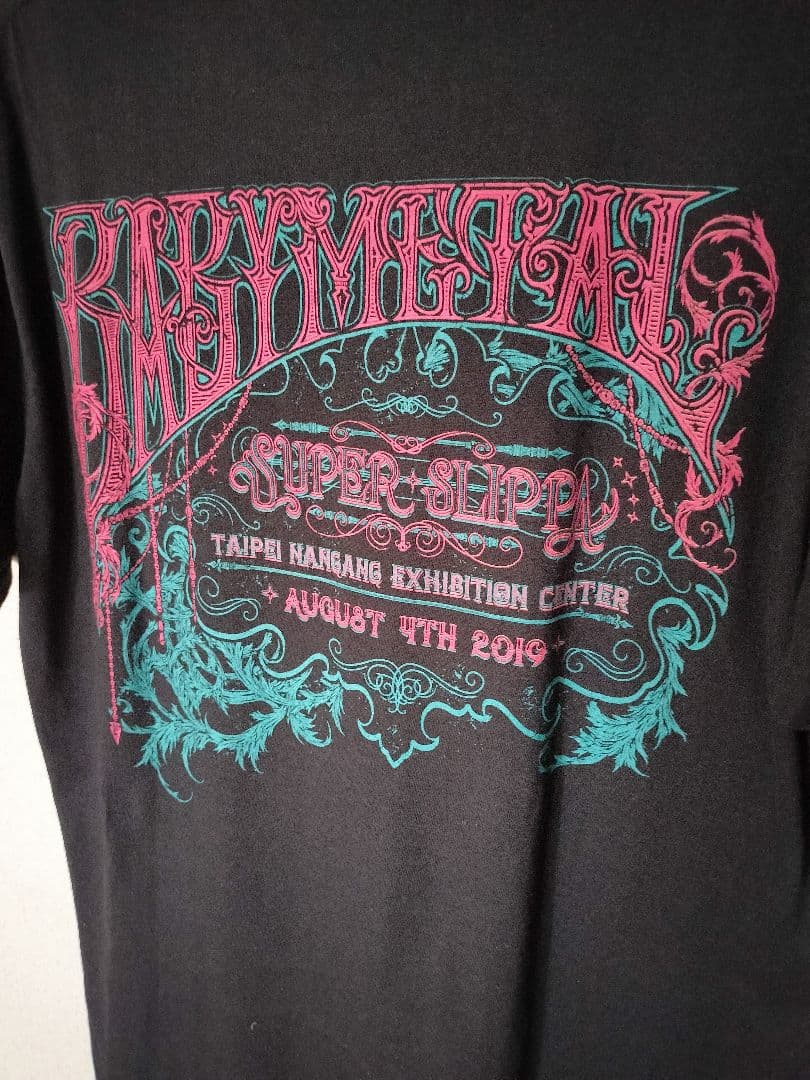 BABYMETAL
SUPER SLIPPA
TAIPEI NANGANG EXHIBITION CENTER
AUGUST 4TH 2019